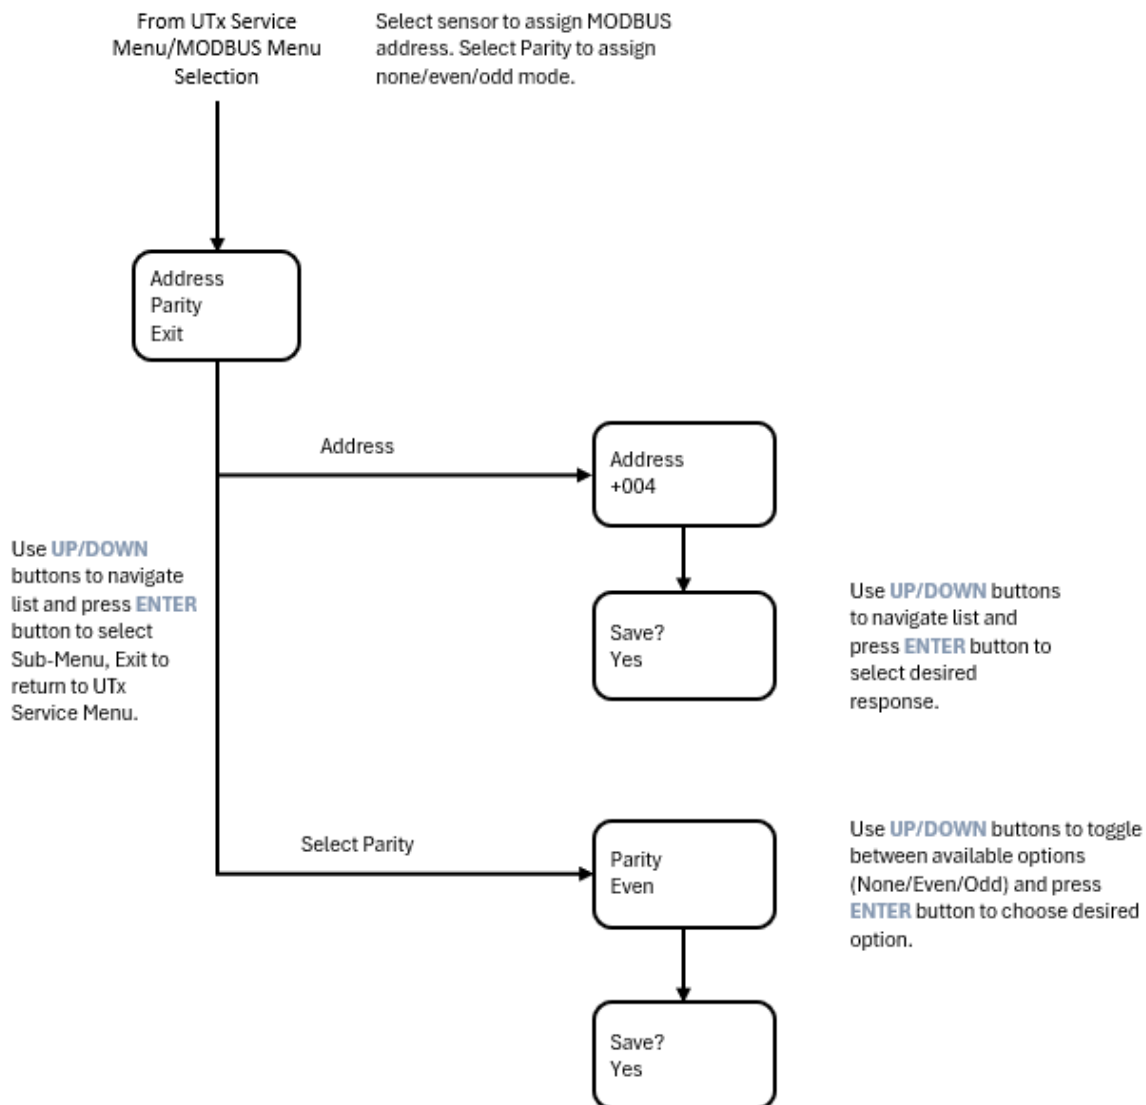 From UTx Service
Menu/MODBUS Menu
Selection
Select sensor to assign MODBUS
address. Select Parity to assign
none/even/odd mode.
Address
Parity
Exit
Address
Address
+004
Use UP/DOWN
buttons to navigate
list and press ENTER
button to select
Sub-Menu, Exit to
return to UTx
Service Menu.
Save?
Yes
Use UP/DOWN buttons
to navigate list and
press ENTER button to
select desired
response.
Select Parity
Parity
Even
Use UP/DOWN buttons to toggle
between available options
(None/Even/Odd) and press
ENTER button to choose desired
option.
Save?
Yes